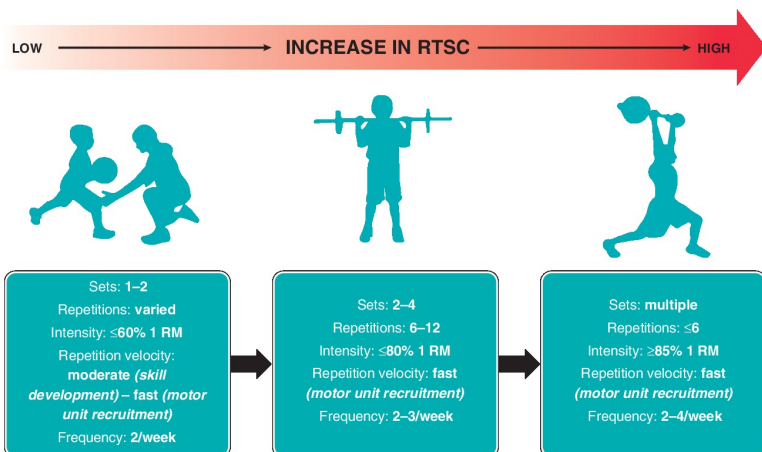 LOW INCREASE IN RTSC HIGH
Sets: 1–2
Repetitions: varied
Intensity: ≤60% 1 RM
Repetition velocity:
moderate (skill
development) – fast (motor
unit recruitment)
Frequency: 2/week
Sets: 2–4
Repetitions: 6–12
Intensity: ≤80% 1 RM
Repetition velocity: fast
(motor unit recruitment)
Frequency: 2–3/week
Sets: multiple
Repetitions: ≤6
Intensity: ≥85% 1 RM
Repetition velocity: fast
(motor unit recruitment)
Frequency: 2–4/week